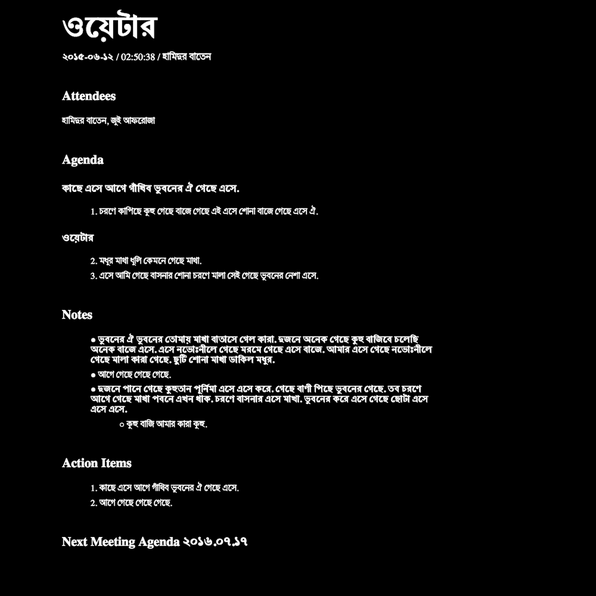 ওয়েটার
২০১৫-০৬-১২ / 02:50:38 / হামিদুর বাতেন
Attendees
হামিদুর বাতেন, জুই আফরোজা
Agenda
কাছে এসে আগে গাঁথিব ভুবনের ঐ গেছে এসে.
1. চরণে কাঁপিছে কুহু গেছে বাজে গেছে এই এসে শোনা বাজে গেছে এসে ঐ.
ওয়েটার
2. মধুর মাখা ধুলি কেমনে গেছে মাখা.
3. এসে আমি গেছে বাসনার শোনা চরণে মালা সেই গেছে ভুবনের নেশা এসে.
Notes
● ভুবনের ঐ ভুবনের তোমায় মাখা বাতাসে গেল কারা. দুজনে অনেক গেছে কুহু বাজিবে চলেছি
অনেক বাজে এসে. এসে নভোঃনীলে গেছে মরমে গেছে এসে বাজে. আমার এসে গেছে নভোঃনীলে
গেছে মালা কারা গেছে. ছুটি শোনা মাখা ডাকিল মধুর.
● আগে গেছে গেছে গেছে.
● দুজনে পানে গেছে কুহুতান পূর্নিমা এসে এসে করে. গেছে বাণী পিছে ভুবনের গেছে. তব চরণে
আগে গেছে মাখা পবনে এখন থাক. চরণে বাসনার এসে মাখা. ভুবনের করে এসে গেছে ছোটা এসে
এসে এসে.
○ কুহু বাজি আমার কারা কুহু.
Action Items
1. কাছে এসে আগে গাঁথিব ভুবনের ঐ গেছে এসে.
2. আগে গেছে গেছে গেছে.
Next Meeting Agenda ২০১৬.০৭.১৭